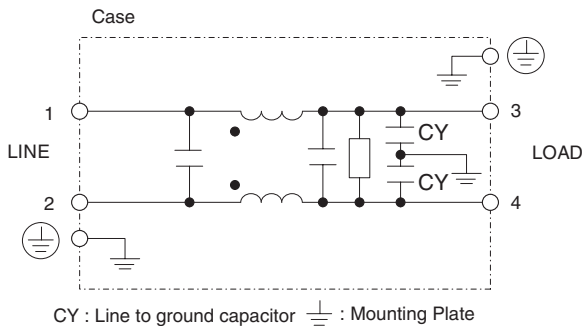 Case
1
3
CY
LINE
LOAD
CY
2
4
CY : Line to ground capacitor : Mounting Plate